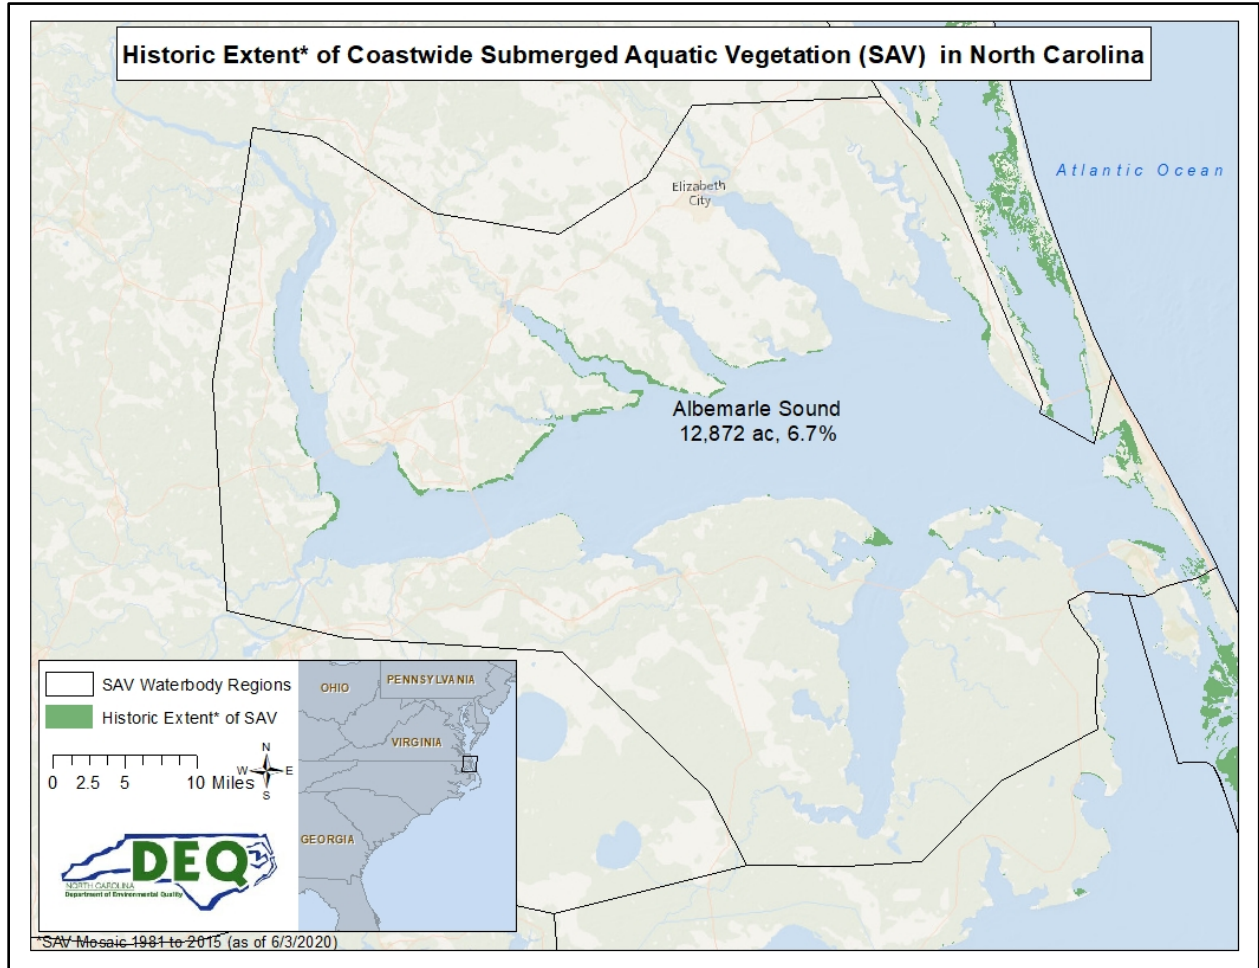 Historic Extent* of Coastwide Submerged Aquatic Vegetation (SAV) in North Carolina
Atlantic Ocean
Elizabeth
City
Albemarle Sound
12,872 ac, 6.7%
SAV Waterbody Regions
Historic Extent* of SAV
0 2.5 5 10 Miles
N
W E
S
OHIO
PENNSYLVANIA
VIRGINIA
GEORGIA
DEQ
NORTH CAROLINA
Department of Environmental Quality
*SAV Mosaic 1981 to 2015 (as of 6/3/2020)